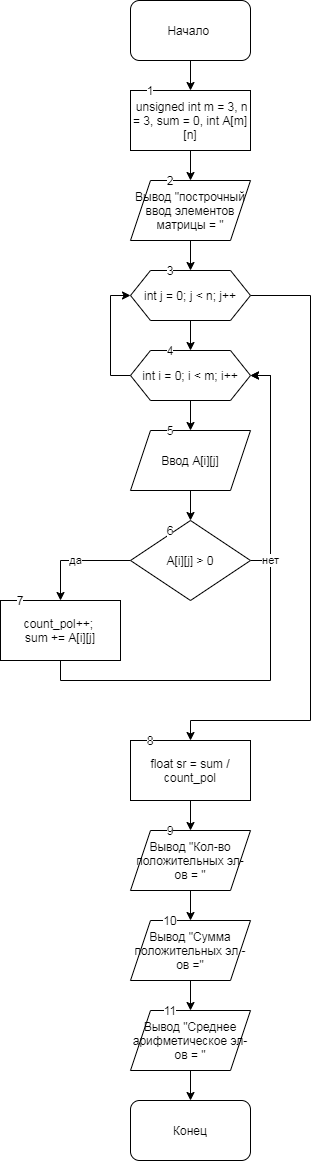 Начало
1
unsigned int m = 3, n
= 3, sum = 0, int A[m]
[n]
2
Вывод "построчный
ввод элементов
матрицы = "
3
int j = 0; j < n; j++
4
int i = 0; i < m; i++
5
Ввод A[i][j]
6
A[i][j] > 0
да
нет
7
count_pol++;
sum += A[i][j]
8
float sr = sum /
count_pol
9
Вывод "Кол-во
положительных эл-
ов = "
10
Вывод "Сумма
положительных эл-
ов ="
11
Вывод "Среднее
арифметическое эл-
ов = "
Конец